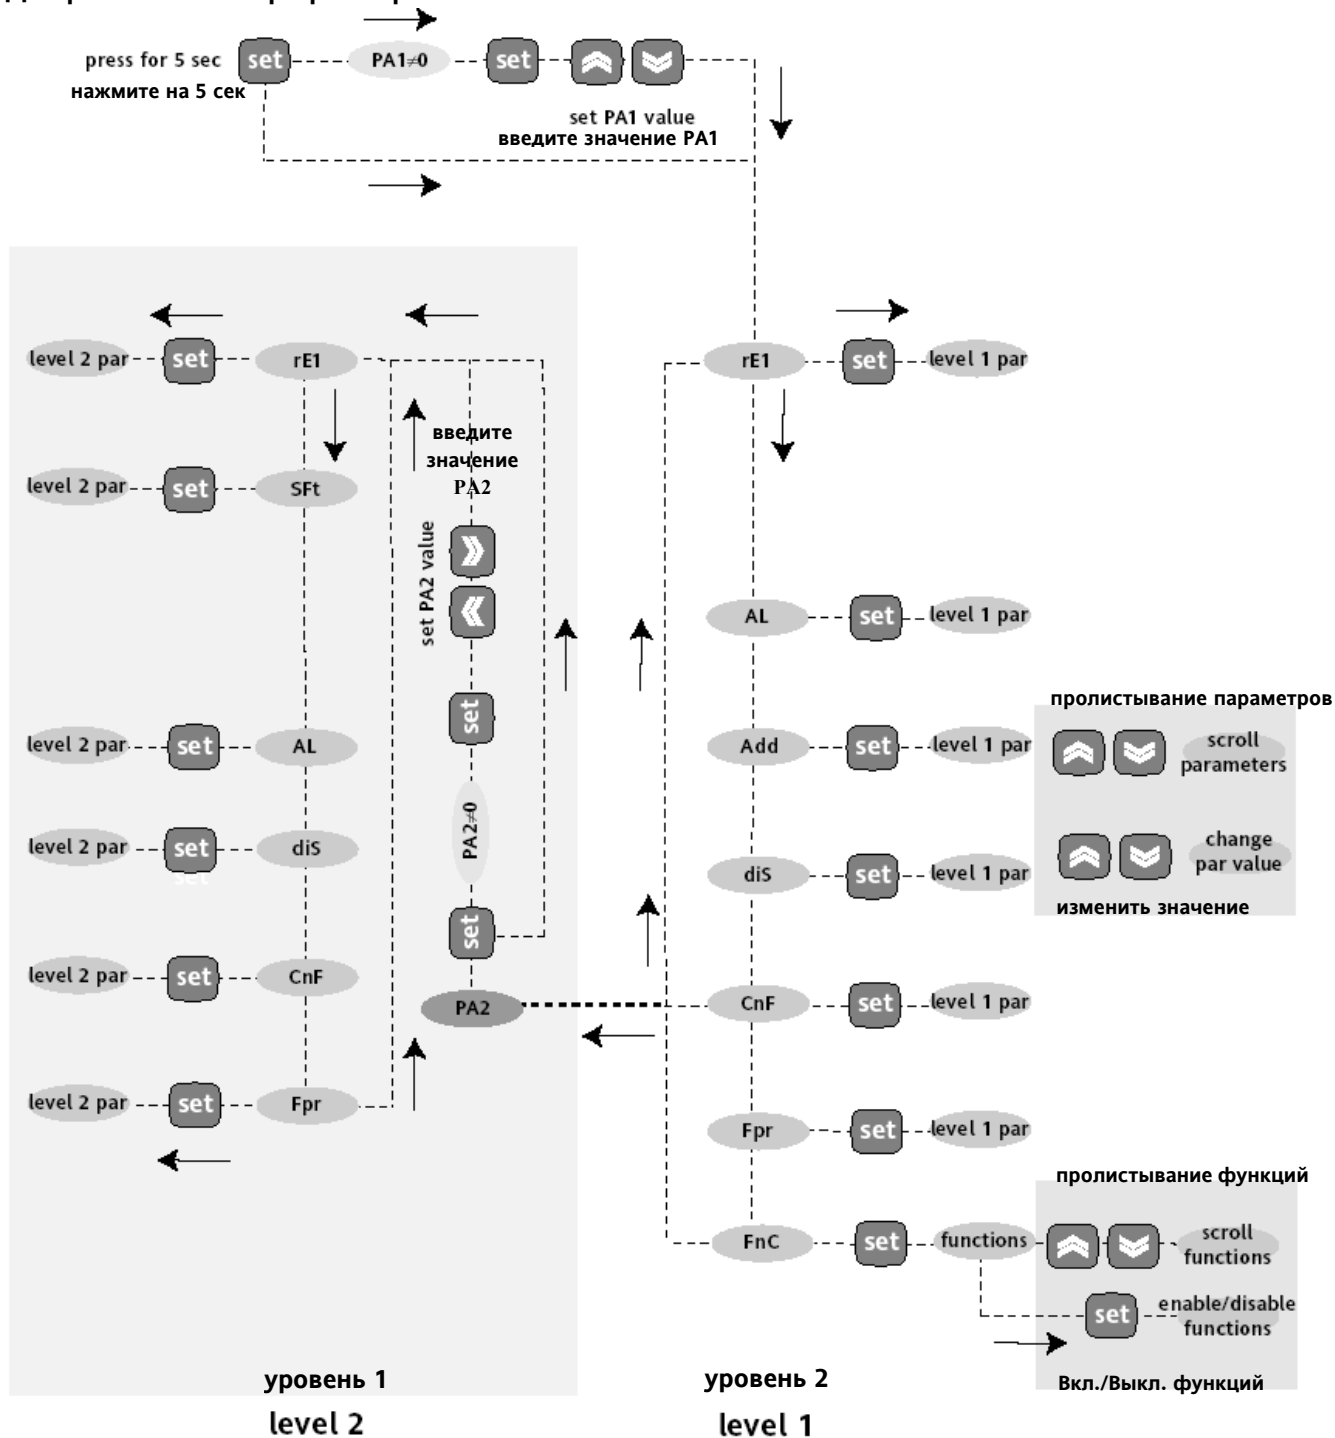 press for 5 sec
set
PA1≠0
set
нажмите на 5 сек
set PA1 value
введите значение PA1
level 2 par
set
rE1
rE1
set
level 1 par
введите
значение
PA2
level 2 par
set
SFt
set PA2 value
AL
set
level 1 par
set
level 2 par
set
AL
Add
set
level 1 par
пролистывание параметров
scroll
parameters
PA2≠0
level 2 par
set
set
diS
diS
set
level 1 par
change
par value
изменить значение
set
level 2 par
set
CnF
PA2
CnF
set
level 1 par
level 2 par
set
Fpr
Fpr
set
level 1 par
пролистывание функций
FnC
set
functions
scroll
functions
set
enable/disable
functions
Вкл./Выкл. функций
уровень 1
level 2
уровень 2
level 1